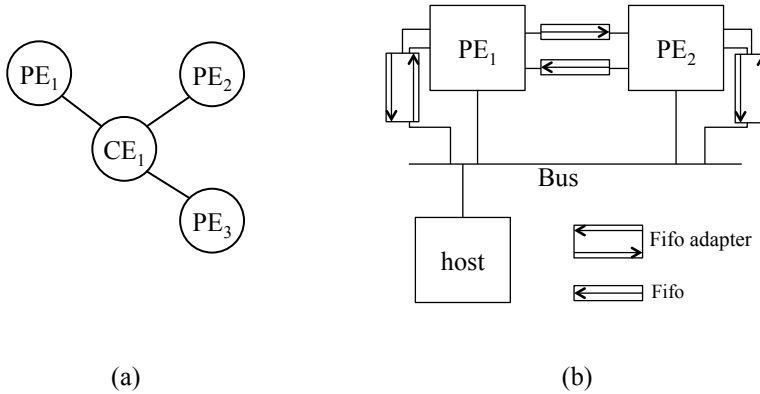 PE₁
PE₂
CE₁
PE₃
(a)
PE₁
PE₂
Bus
host
Fifo adapter
Fifo
(b)